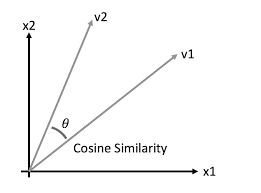 x2
v2
v1
θ
Cosine Similarity
x1